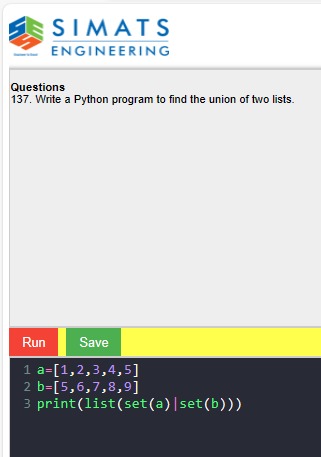 SIMATS
ENGINEERING
Questions
137. Write a Python program to find the union of two lists.
Run Save
1 a=[1,2,3,4,5]
2 b=[5,6,7,8,9]
3 print(list(set(a)|set(b)))